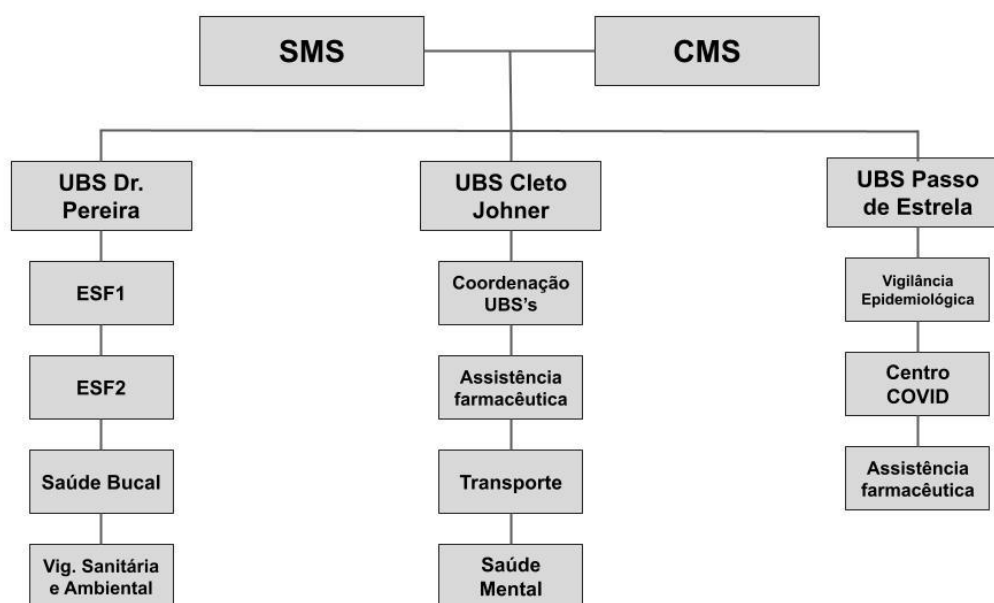 SMS
CMS
UBS Dr.
Pereira
ESF1
ESF2
Saúde Bucal
Vig. Sanitária
e Ambiental
UBS Cleto
Johner
Coordenação
UBS's
Assistência
farmacêutica
Transporte
Saúde
Mental
UBS Passo
de Estrela
Vigilância
Epidemiológica
Centro
COVID
Assistência
farmacêutica